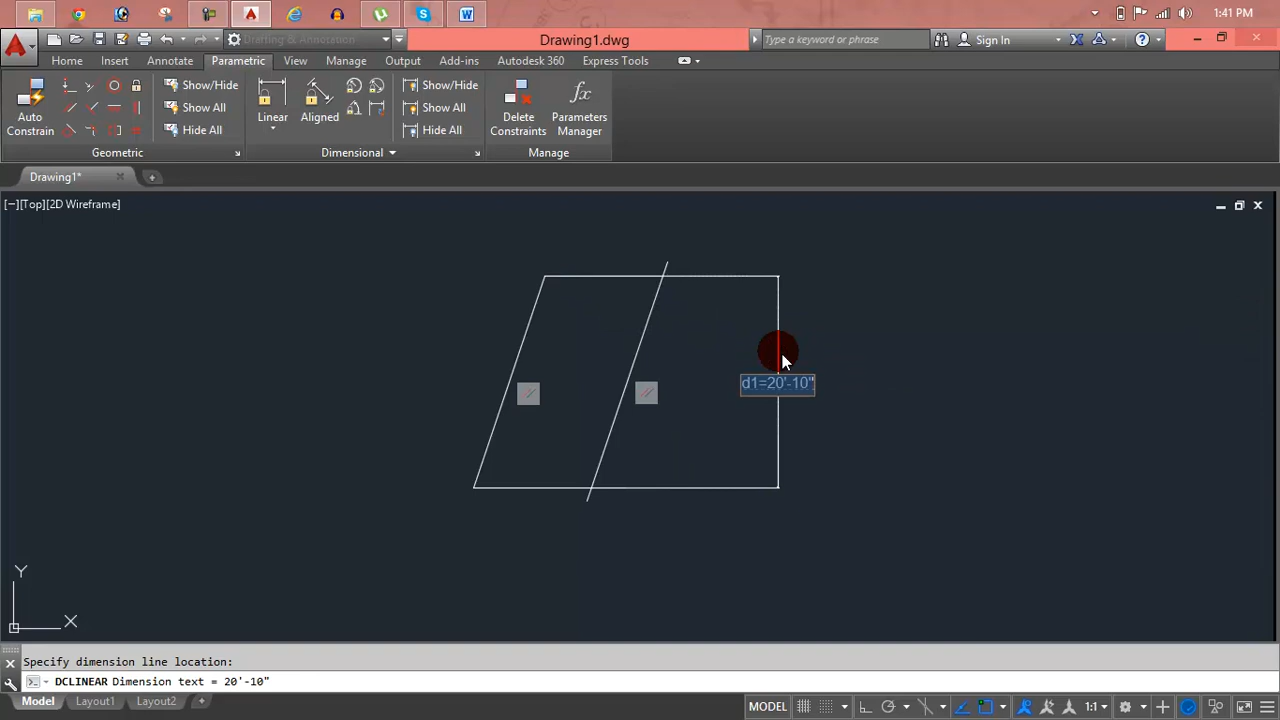 1:41 PM
Drafting & Annotation
Drawing1.dwg
Type a keyword or phrase
Sign In
Home
Insert
Annotate
Parametric
View
Manage
Output
Add-ins
Autodesk 360
Express Tools
Auto
Constrain
Show/Hide
Show All
Hide All
Geometric
Linear
Aligned
Show/Hide
Show All
Hide All
Dimensional
Delete
Constraints
fx
Parameters
Manager
Manage
Drawing1*
[−][Top][2D Wireframe]
d1=20'-10"
Y
X
Specify dimension line location:
DCLINEAR Dimension text = 20'-10"
Model
Layout1
Layout2
MODEL
1:1